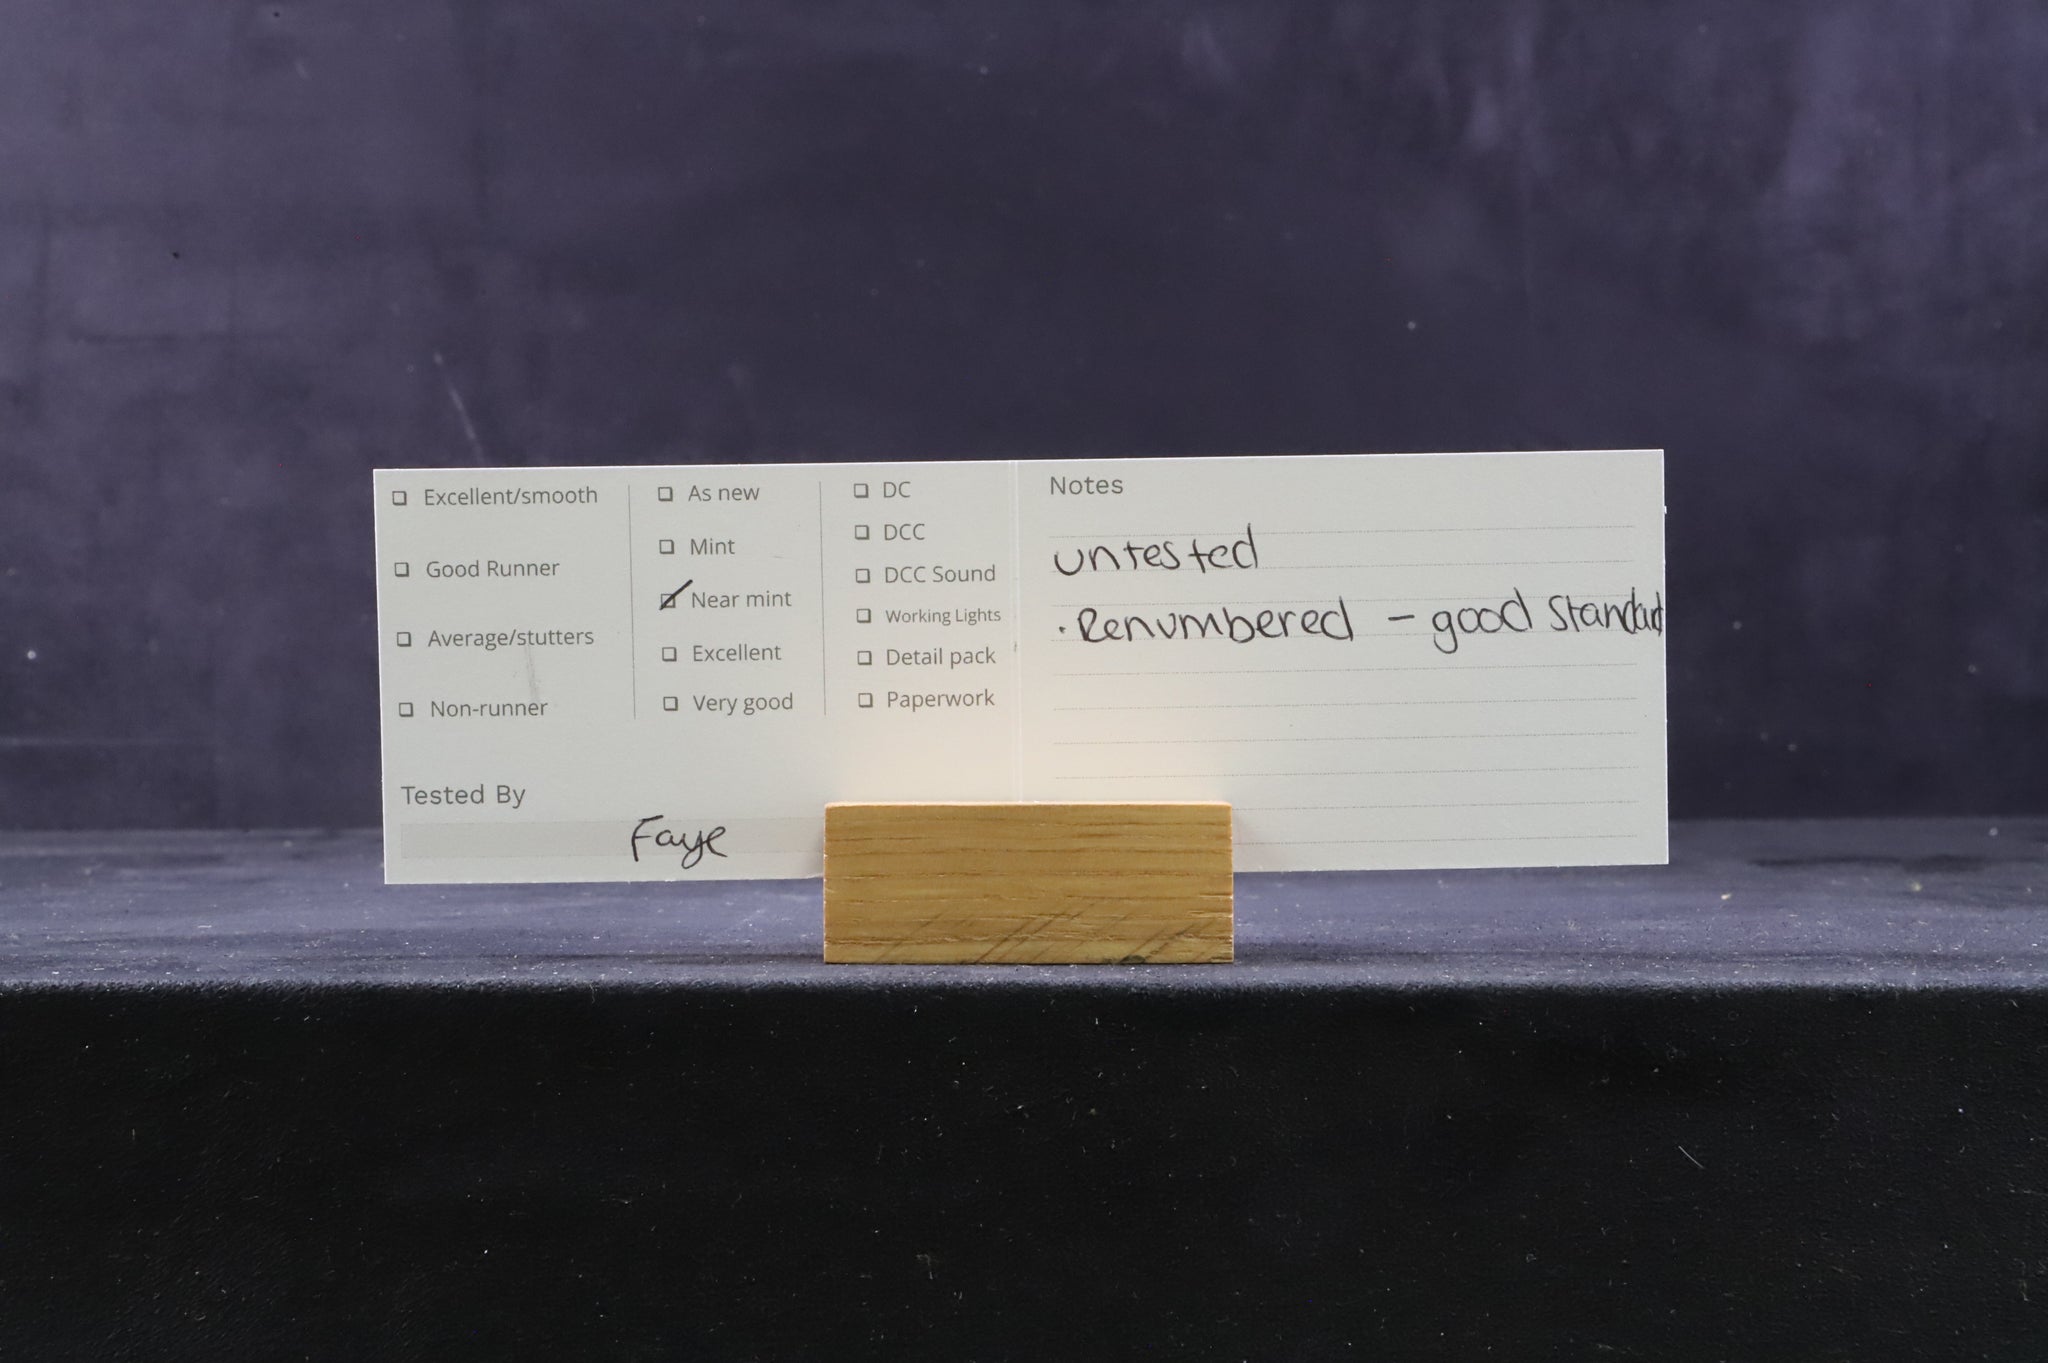 Excellent/smooth
Good Runner
Average/stutters
Non-runner
As new
Mint
Near mint
Excellent
Very good
DC
DCC
DCC Sound
Working Lights
Detail pack
Paperwork
Tested By
Faye
Notes
untested
· Renumbered - good standard